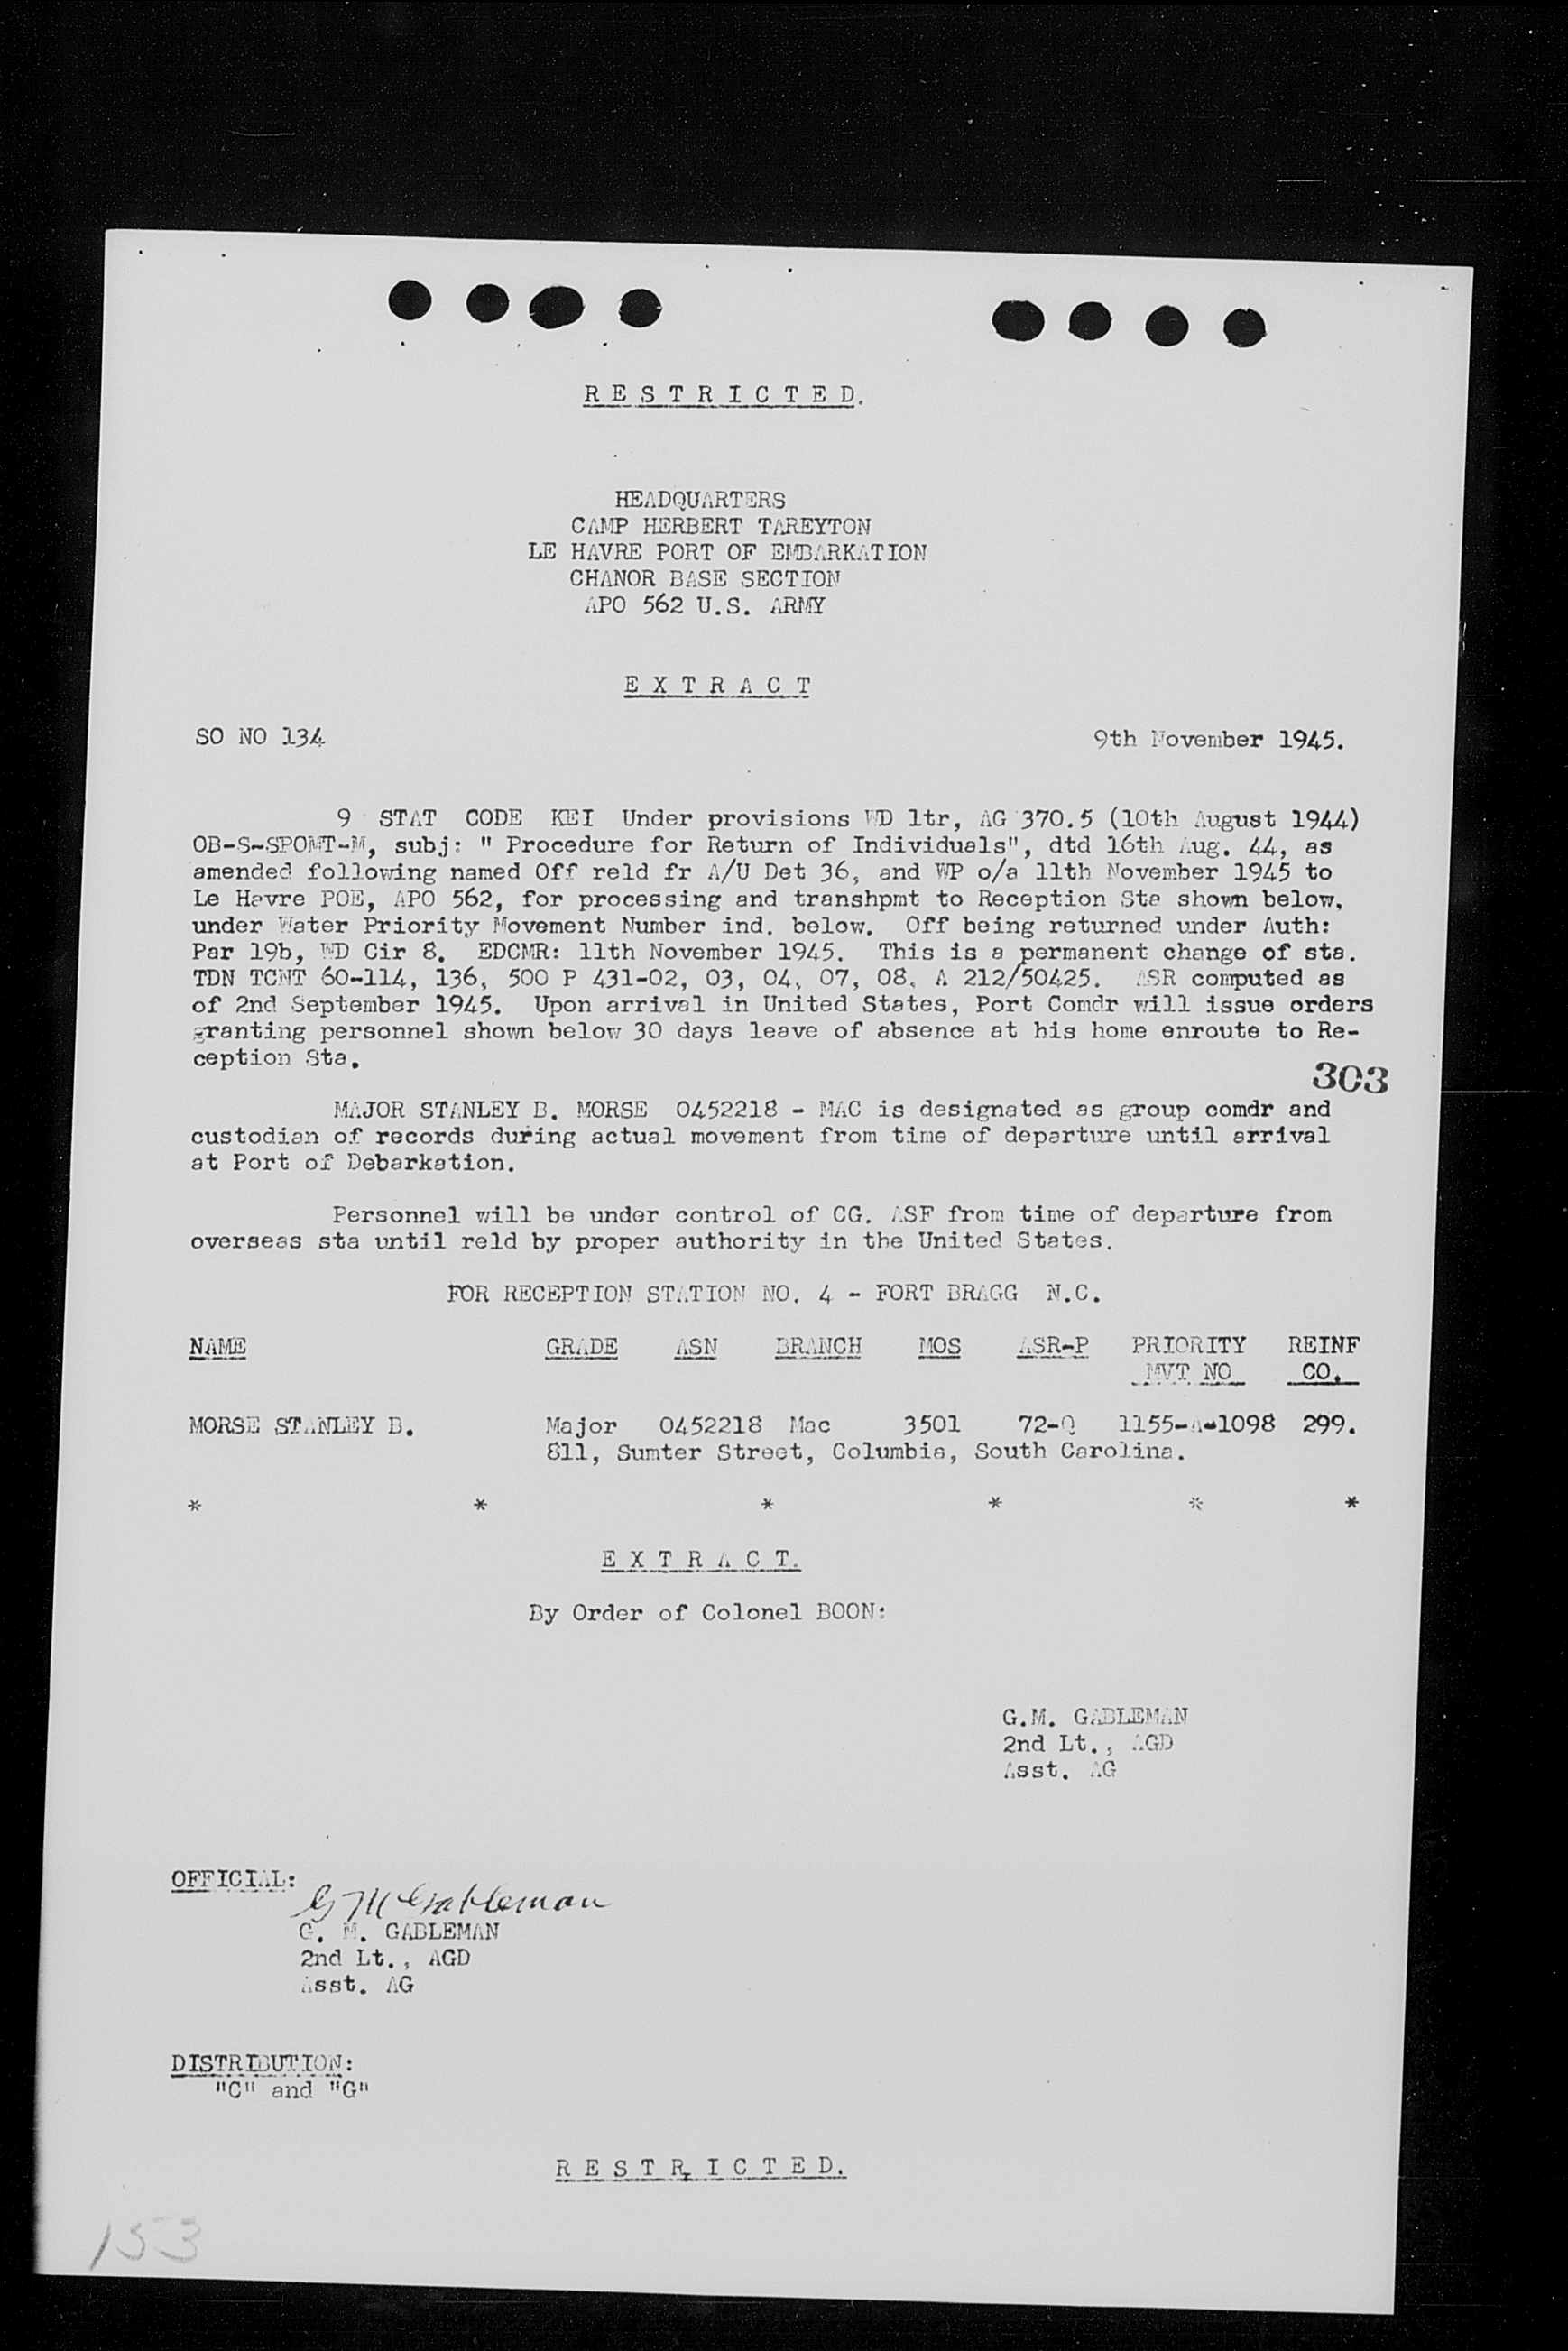 RESTRICTED.
HEADQUARTERS
CAMP HERBERT TAREYTON
LE HAVRE PORT OF EMBARKATION
CHANOR BASE SECTION
APO 562 U.S. ARMY
EXTRACT
SO NO 134 9th November 1945.
9 STAT CODE KEI Under provisions WD ltr, AG 370.5 (10th August 1944)
OB-S-SPOMT-M, subj: " Procedure for Return of Individuals", dtd 16th Aug. 44, as
amended following named Off reld fr A/U Det 36, and WP o/a 11th November 1945 to
Le Havre POE, APO 562, for processing and transhpmt to Reception Sta shown below,
under Water Priority Movement Number ind. below. Off being returned under Auth:
Par 19b, WD Cir 8. EDCMR: 11th November 1945. This is a permanent change of sta.
TDN TCNT 60-114, 136, 500 P 431-02, 03, 04, 07, 08, A 212/50425. ASR computed as
of 2nd September 1945. Upon arrival in United States, Port Comdr will issue orders
granting personnel shown below 30 days leave of absence at his home enroute to Re-
ception Sta.
303
MAJOR STANLEY B. MORSE 0452218 - MAC is designated as group comdr and
custodian of records during actual movement from time of departure until arrival
at Port of Debarkation.
Personnel will be under control of CG. ASF from time of departure from
overseas sta until reld by proper authority in the United States.
FOR RECEPTION STATION NO. 4 - FORT BRAGG N.C.
NAME GRADE ASN BRANCH MOS ASR-P PRIORITY REINF
MVT NO CO.
MORSE STANLEY B. Major 0452218 Mac 3501 72-Q 1155-A-1098 299.
811, Sumter Street, Columbia, South Carolina.
* * * * * *
EXTRACT.
By Order of Colonel BOON:
G.M. GABLEMAN
2nd Lt., AGD
Asst. AG
OFFICIAL:
G M Gableman
G. M. GABLEMAN
2nd Lt., AGD
Asst. AG
DISTRIBUTION:
"C" and "G"
RESTRICTED.
153